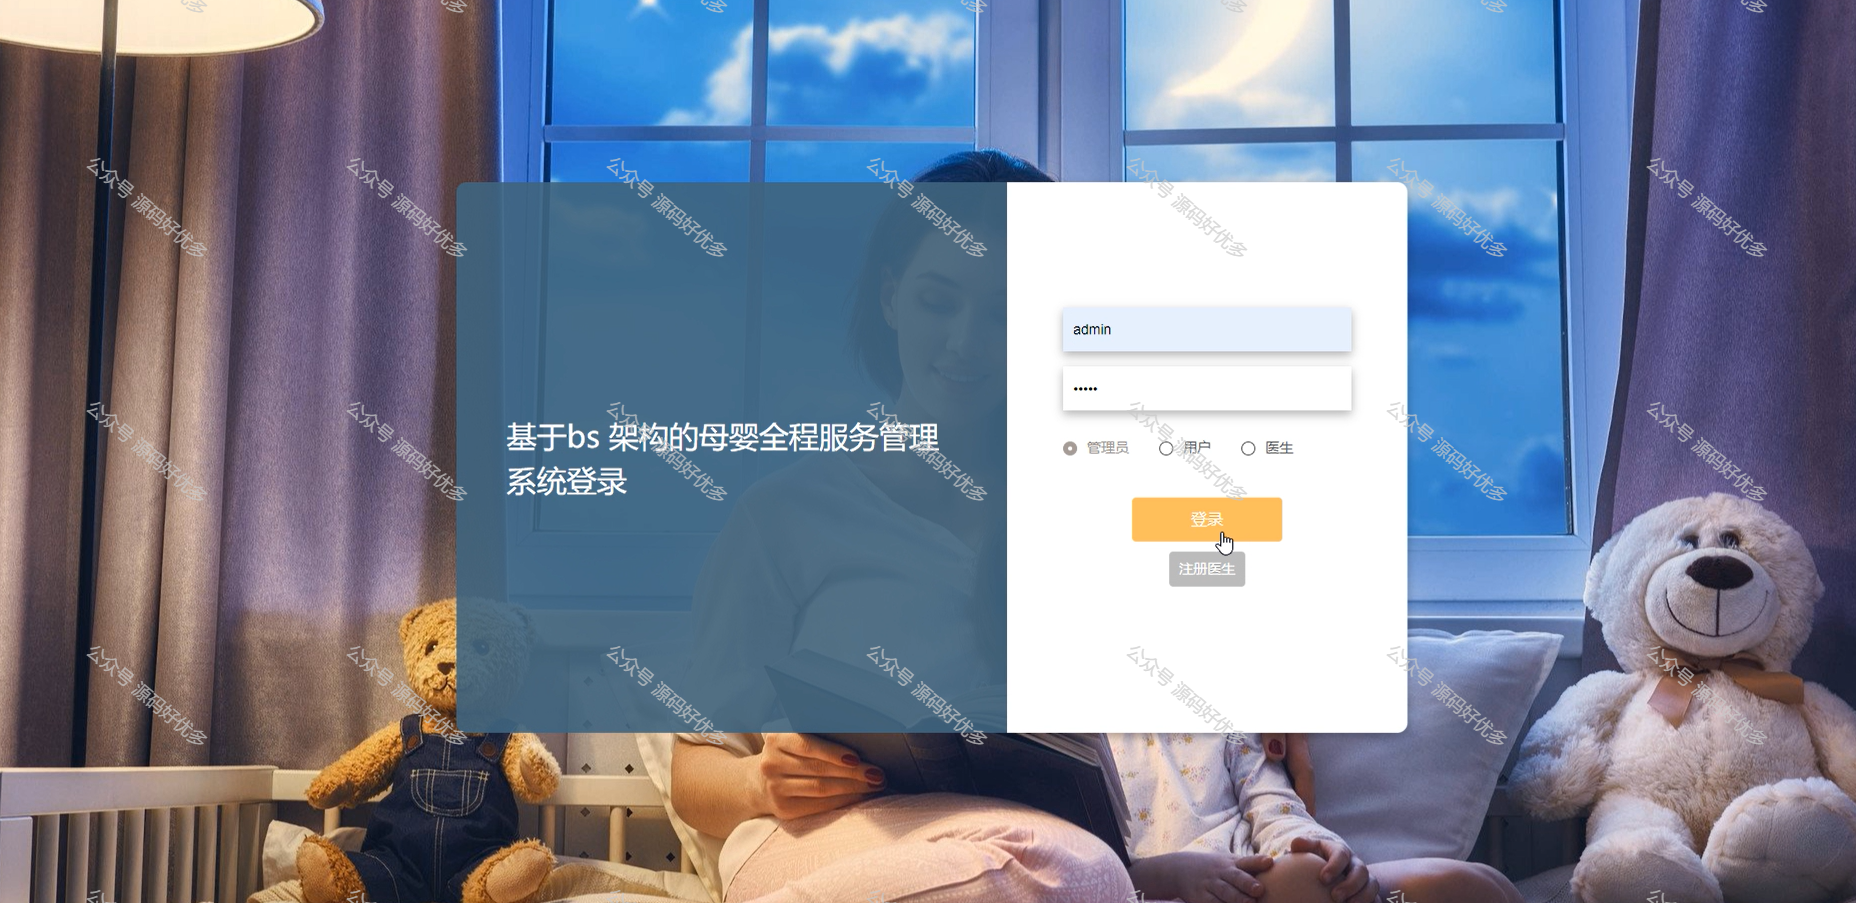 基于bs 架构的母婴全程服务管理
系统登录
admin
•••••
管理员
用户
医生
登录
注册医生
公众号 源码好优多